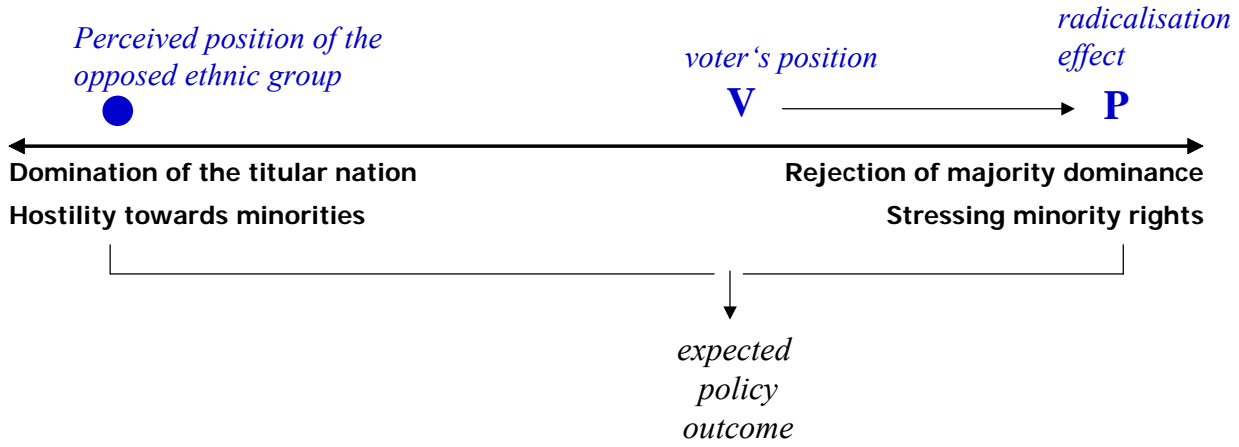 radicalisation
effect
Perceived position of the
opposed ethnic group
voter‘s position
V
P
Domination of the titular nation
Rejection of majority dominance
Hostility towards minorities
Stressing minority rights
expected
policy
outcome